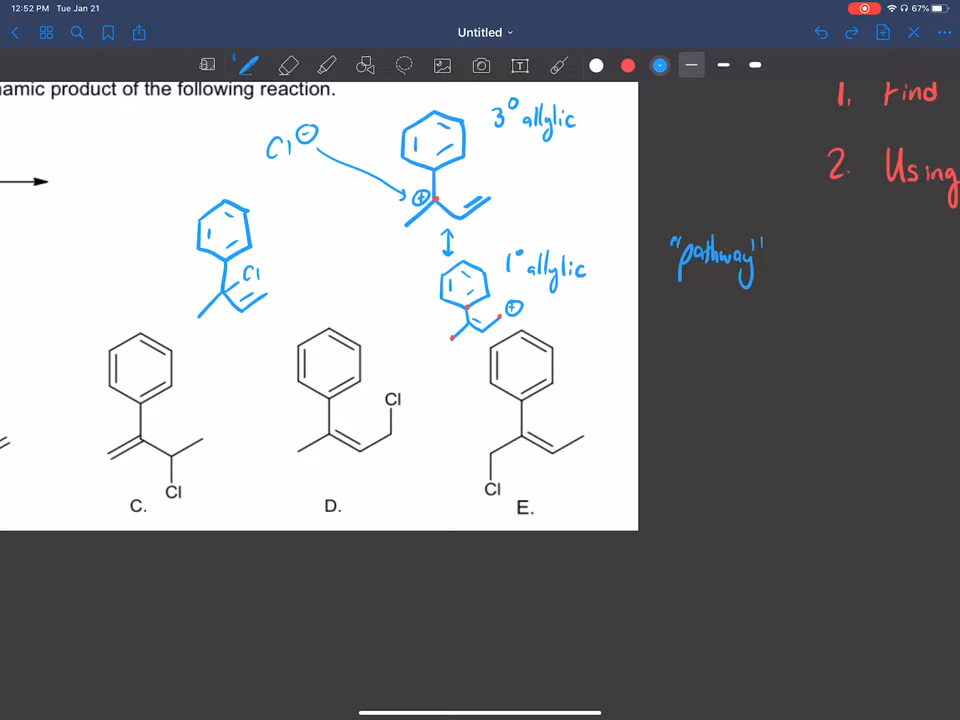 12:52 PM Tue Jan 21
67%
Untitled
T
namic product of the following reaction.
3° allylic
Cl ⊖
⊕
Cl
1° allylic
⊕
"pathway"
1. Find
2. Using
Cl
Cl
Cl
C.
D.
E.